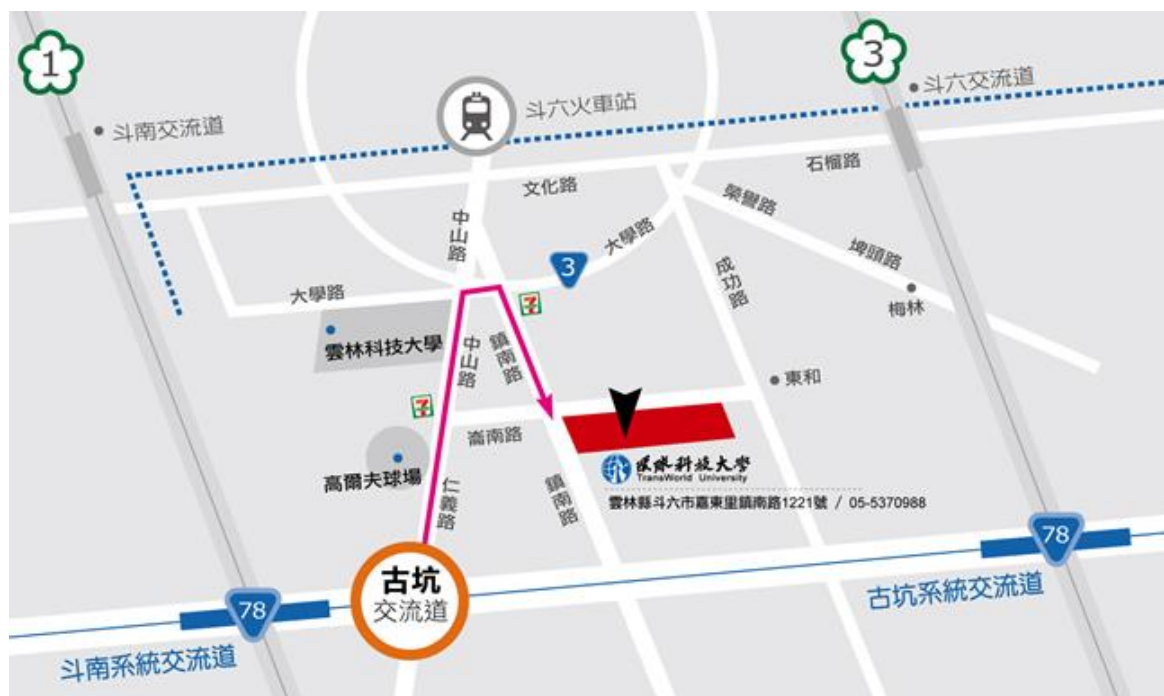 1
3
斗南交流道
斗六火車站
斗六交流道
石榴路
文化路
榮譽路
中山路
大學路
埤頭路
3
成功路
大學路
梅林
7
雲林科技大學
中山路
鎮南路
東和
7
崙南路
高爾夫球場
環球科技大學
TransWorld University
仁義路
鎮南路
雲林縣斗六市嘉東里鎮南路1221號 / 05-5370988
78
古坑
交流道
古坑系統交流道
78
斗南系統交流道